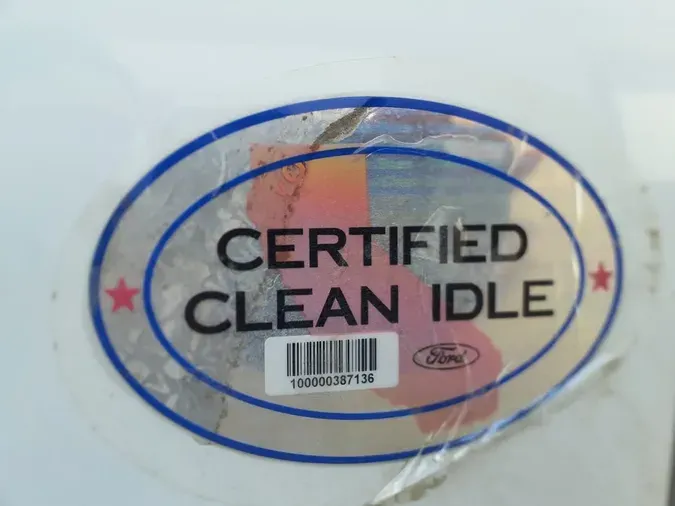 CERTIFIED
CLEAN IDLE
100000387136
Ford